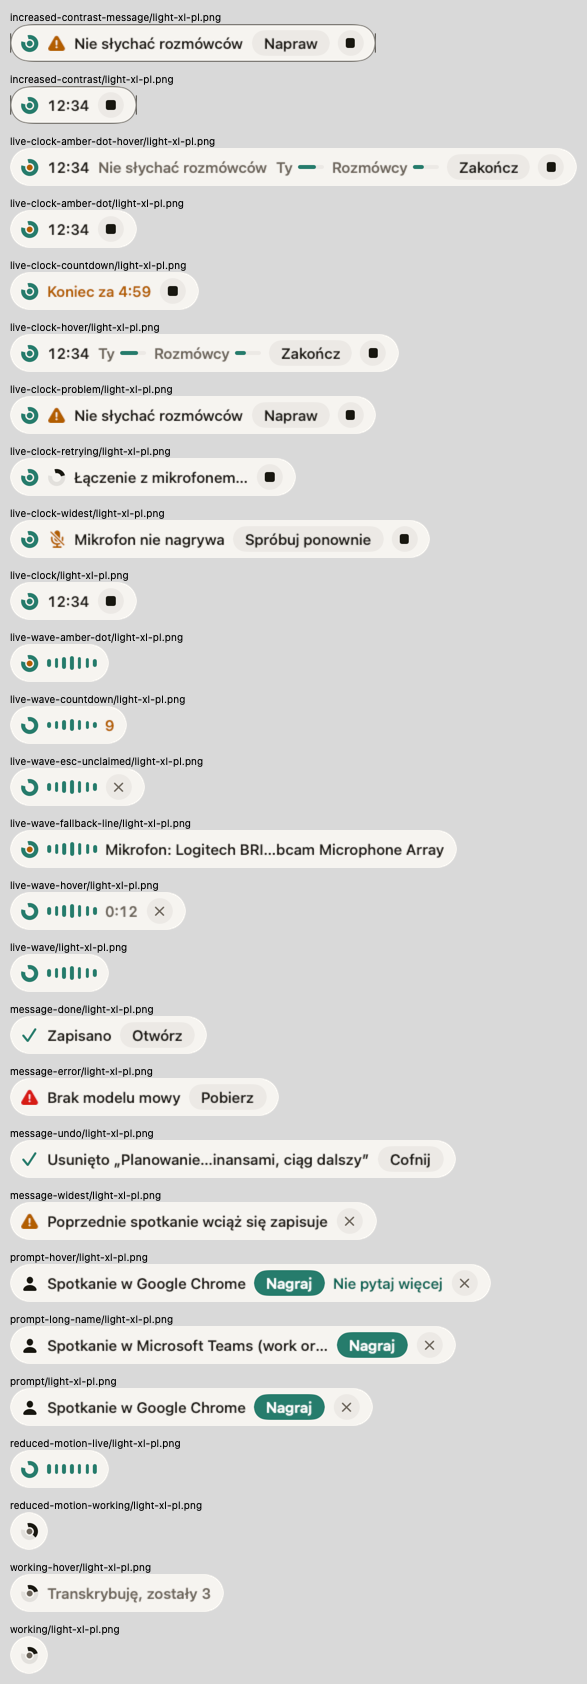 increased-contrast-message/light-xl-pl.png
Nie słychać rozmówców Napraw
increased-contrast/light-xl-pl.png
12:34
live-clock-amber-dot-hover/light-xl-pl.png
12:34 Nie słychać rozmówców Ty Rozmówcy Zakończ
live-clock-amber-dot/light-xl-pl.png
12:34
live-clock-countdown/light-xl-pl.png
Koniec za 4:59
live-clock-hover/light-xl-pl.png
12:34 Ty Rozmówcy Zakończ
live-clock-problem/light-xl-pl.png
Nie słychać rozmówców Napraw
live-clock-retrying/light-xl-pl.png
Łączenie z mikrofonem...
live-clock-widest/light-xl-pl.png
Mikrofon nie nagrywa Spróbuj ponownie
live-clock/light-xl-pl.png
12:34
live-wave-amber-dot/light-xl-pl.png
live-wave-countdown/light-xl-pl.png
9
live-wave-esc-unclaimed/light-xl-pl.png
live-wave-fallback-line/light-xl-pl.png
Mikrofon: Logitech BRI...bcam Microphone Array
live-wave-hover/light-xl-pl.png
0:12
live-wave/light-xl-pl.png
message-done/light-xl-pl.png
Zapisano Otwórz
message-error/light-xl-pl.png
Brak modelu mowy Pobierz
message-undo/light-xl-pl.png
Usunięto „Planowanie...inansami, ciąg dalszy” Cofnij
message-widest/light-xl-pl.png
Poprzednie spotkanie wciąż się zapisuje
prompt-hover/light-xl-pl.png
Spotkanie w Google Chrome Nagraj Nie pytaj więcej
prompt-long-name/light-xl-pl.png
Spotkanie w Microsoft Teams (work or... Nagraj
prompt/light-xl-pl.png
Spotkanie w Google Chrome Nagraj
reduced-motion-live/light-xl-pl.png
reduced-motion-working/light-xl-pl.png
working-hover/light-xl-pl.png
Transkrybuję, zostały 3
working/light-xl-pl.png